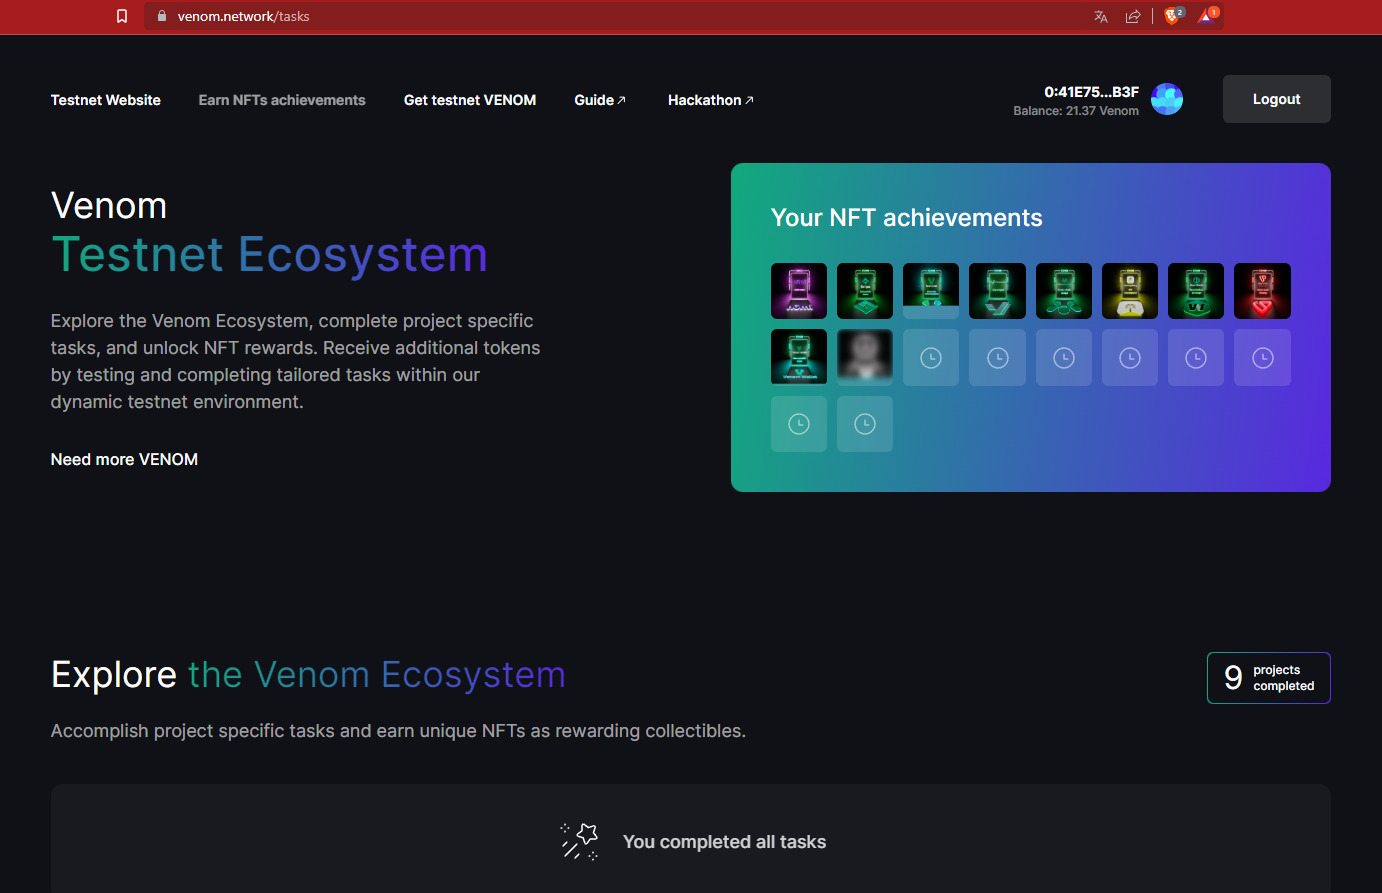 venom.network/tasks
2
1
Testnet Website
Earn NFTs achievements
Get testnet VENOM
Guide
Hackathon
0:41E75...B3F
Balance: 21.37 Venom
Logout
Venom
Testnet Ecosystem
Your NFT achievements
Explore the Venom Ecosystem, complete project specific
tasks, and unlock NFT rewards. Receive additional tokens
by testing and completing tailored tasks within our
dynamic testnet environment.
Need more VENOM
Explore the Venom Ecosystem
9
projects
completed
Accomplish project specific tasks and earn unique NFTs as rewarding collectibles.
You completed all tasks